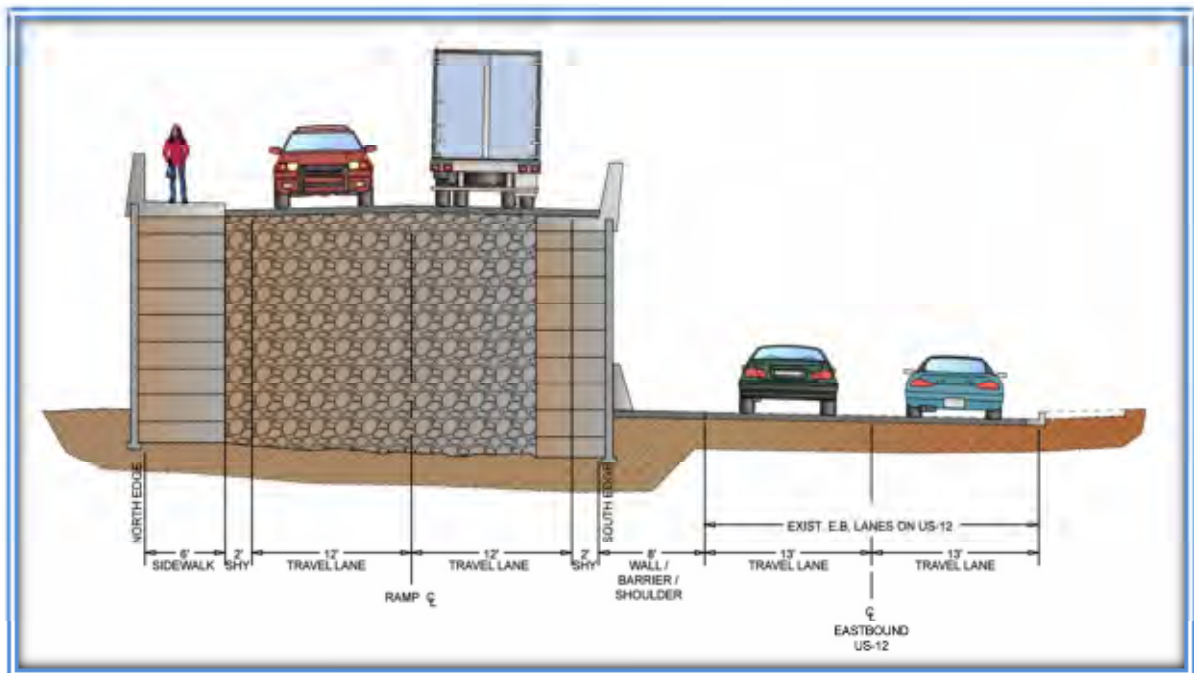 NORTH EDGE
SOUTH EDGE
EXIST. E.B. LANES ON US-12
6'
SIDEWALK
2'
SHY
12'
TRAVEL LANE
12'
TRAVEL LANE
2'
SHY
8'
WALL /
BARRIER /
SHOULDER
13'
TRAVEL LANE
13'
TRAVEL LANE
RAMP ℄
℄
EASTBOUND
US-12